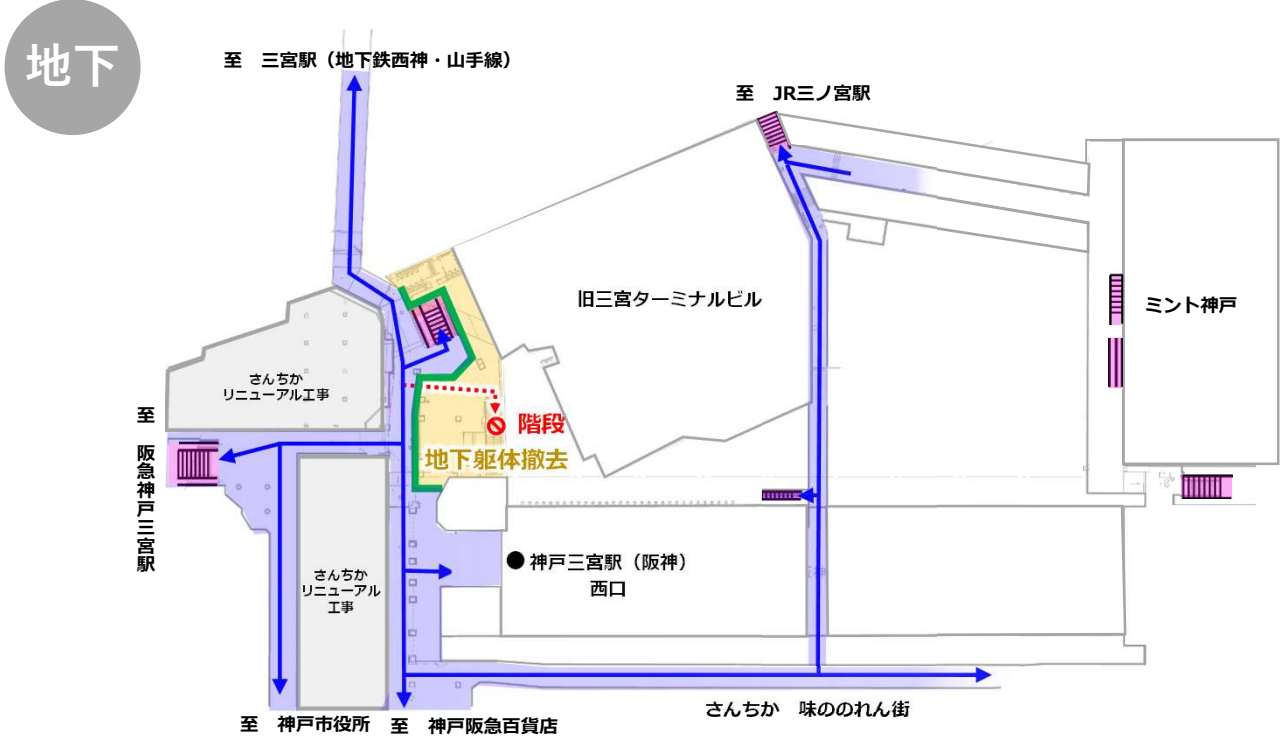 地下
至 三宮駅（地下鉄西神・山手線）
至 JR三ノ宮駅
旧三宮ターミナルビル
ミント神戸
さんちか
リニューアル工事
至 阪急神戸三宮駅
階段
地下躯体撤去
神戸三宮駅（阪神）
西口
さんちか
リニューアル
工事
さんちか 味ののれん街
至 神戸市役所
至 神戸阪急百貨店